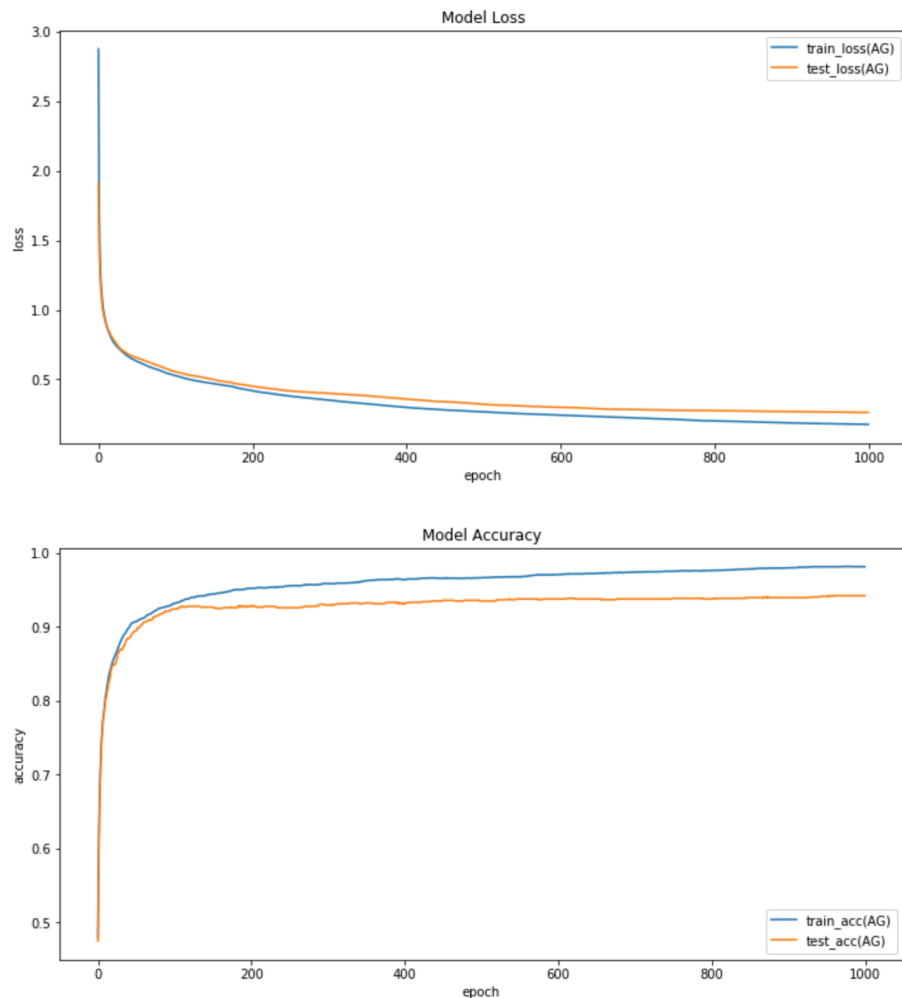 Model Loss
3.0
2.5
2.0
1.5
1.0
0.5
loss
train_loss(AG)
test_loss(AG)
0 200 400 600 800 1000
epoch
Model Accuracy
1.0
0.9
0.8
0.7
0.6
0.5
accuracy
train_acc(AG)
test_acc(AG)
0 200 400 600 800 1000
epoch